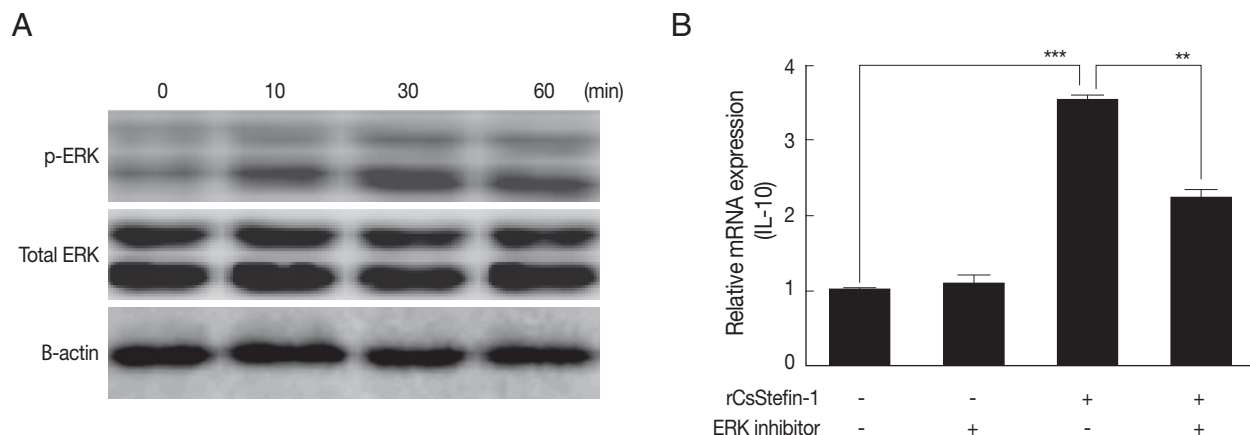 A
0 10 30 60 (min)
p-ERK
Total ERK
B-actin
B
Relative mRNA expression
(IL-10)
4
3
2
1
0
*** **
rCsStefin-1 - - + +
ERK inhibitor - + - +